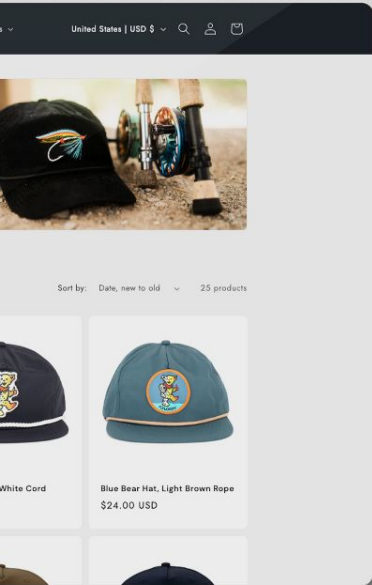 United States | USD $
Sort by: Date, new to old 25 products
White Cord
Blue Bear Hat, Light Brown Rope
$24.00 USD